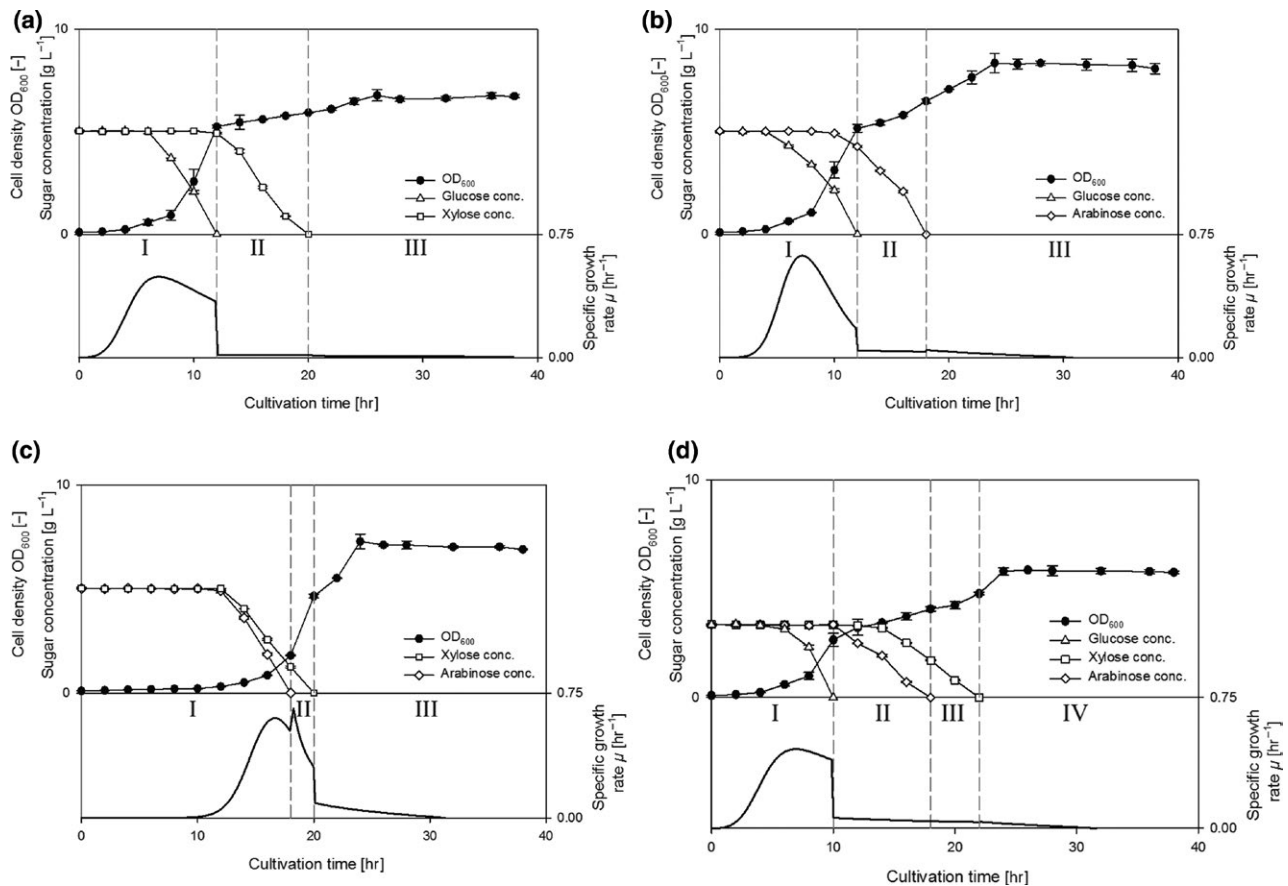 (a)
10
Cell density OD600 [–]
Sugar concentration [g L−1]
OD600
Glucose conc.
Xylose conc.
0
0.75
I
II
III
Specific growth
rate μ [hr−1]
0.00
0
10
20
30
40
Cultivation time [hr]
(b)
10
Cell density OD600[–]
Sugar concentration [g L−1]
OD600
Glucose conc.
Arabinose conc.
0
0.75
I
II
III
Specific growth
rate μ [hr−1]
0.00
0
10
20
30
40
Cultivation time [hr]
(c)
10
Cell density OD600 [–]
Sugar concentration [g L−1]
OD600
Xylose conc.
Arabinose conc.
0
0.75
I
II
III
Specific growth
rate μ [hr−1]
0.00
0
10
20
30
40
Cultivation time [hr]
(d)
10
Cell density OD600 [–]
Sugar concentration [g L−1]
OD600
Glucose conc.
Xylose conc.
Arabinose conc.
0
0.75
I
II
III
IV
Specific growth
rate μ [hr−1]
0.00
0
10
20
30
40
Cultivation time [hr]